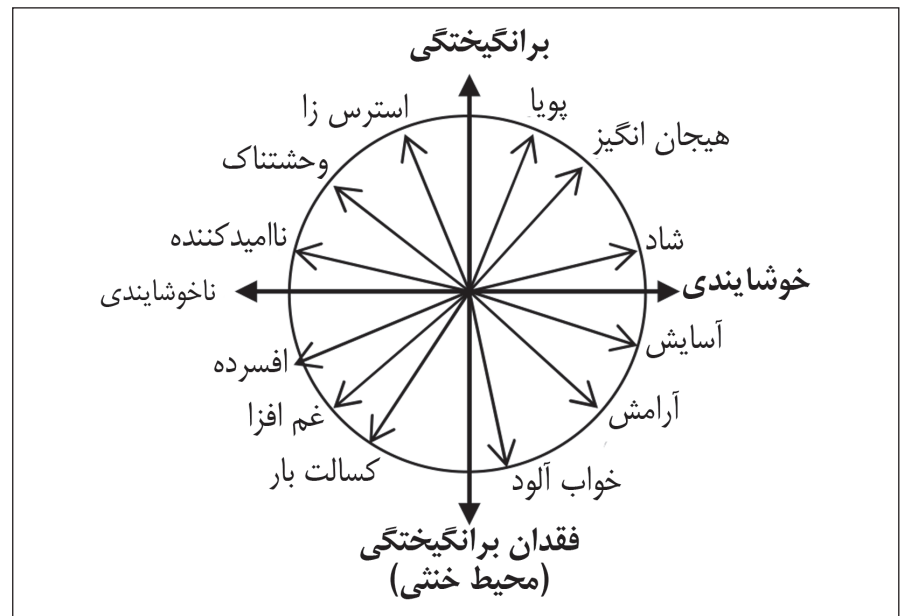 برانگیختگی
پویا
استرس زا
هیجان انگیز
وحشتناک
شاد
ناامیدکننده
خوشایندی
ناخوشایندی
آسایش
افسرده
آرامش
غم افزا
کسالت بار
خواب آلود
فقدان برانگیختگی
(محیط خنثی)